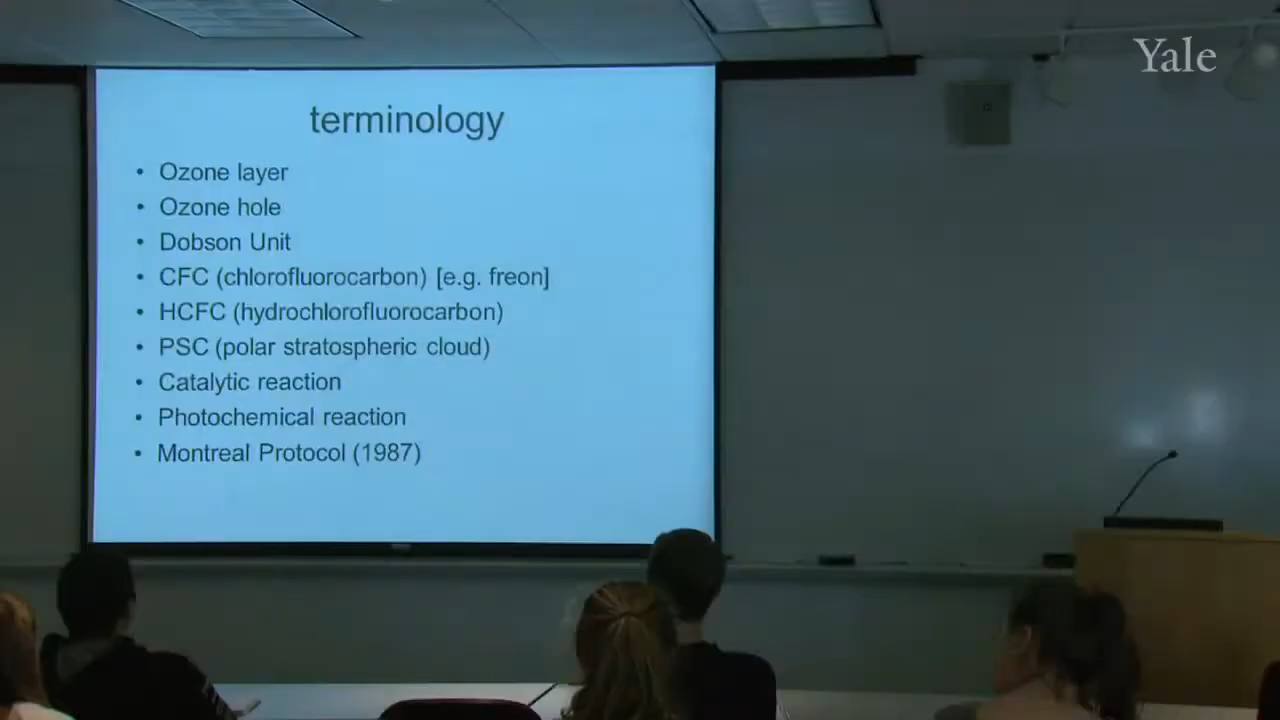 Yale
terminology
• Ozone layer
• Ozone hole
• Dobson Unit
• CFC (chlorofluorocarbon) [e.g. freon]
• HCFC (hydrochlorofluorocarbon)
• PSC (polar stratospheric cloud)
• Catalytic reaction
• Photochemical reaction
• Montreal Protocol (1987)